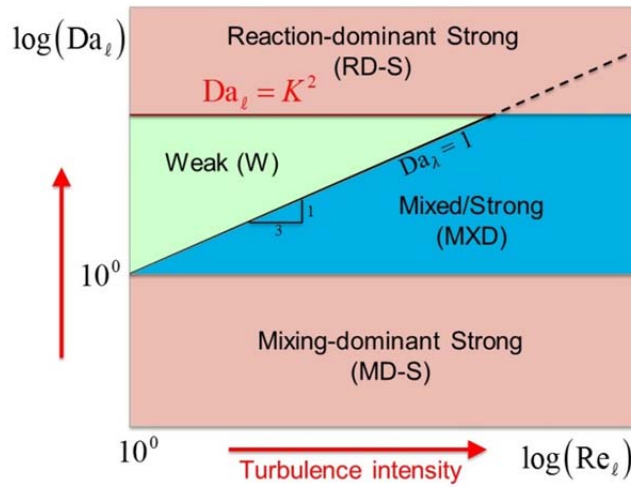 log(Da_ℓ)
Reaction-dominant Strong
(RD-S)
Da_ℓ = K²
Weak (W)
Da_λ = 1
1
3
Mixed/Strong
(MXD)
10⁰
Mixing-dominant Strong
(MD-S)
10⁰
Turbulence intensity
log(Re_ℓ)